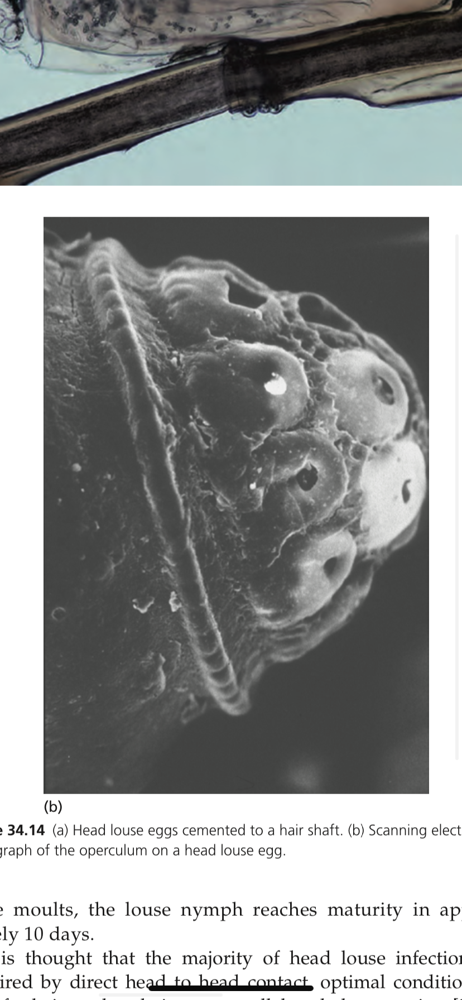 (b)
34.14 (a) Head louse eggs cemented to a hair shaft. (b) Scanning elect
graph of the operculum on a head louse egg.
moults, the louse nymph reaches maturity in ap
ely 10 days.
is thought that the majority of head louse infection
ired by direct head to head contact, optimal conditio